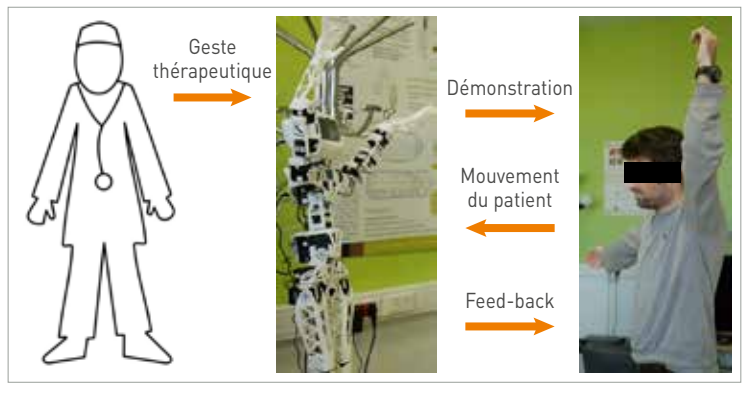 Geste
thérapeutique
Démonstration
Mouvement
du patient
Feed-back